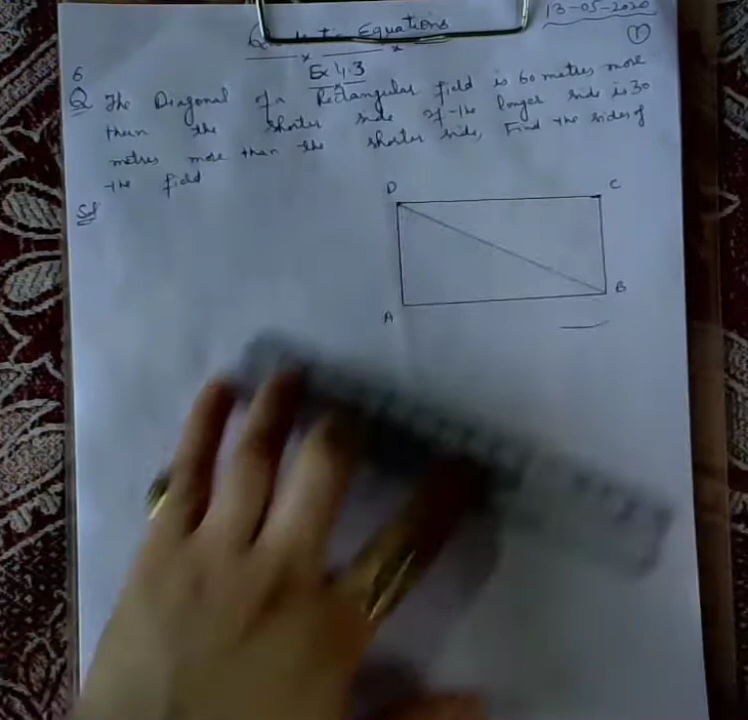 13-05-2020
Equations
①
Ex 4.3
6
Q The Diagonal of a Rectangular field is 60 metres more
than the shorter side If the longer side is 30
metres more than the shorter side, Find the sides of
the field
Sol
D C
A B